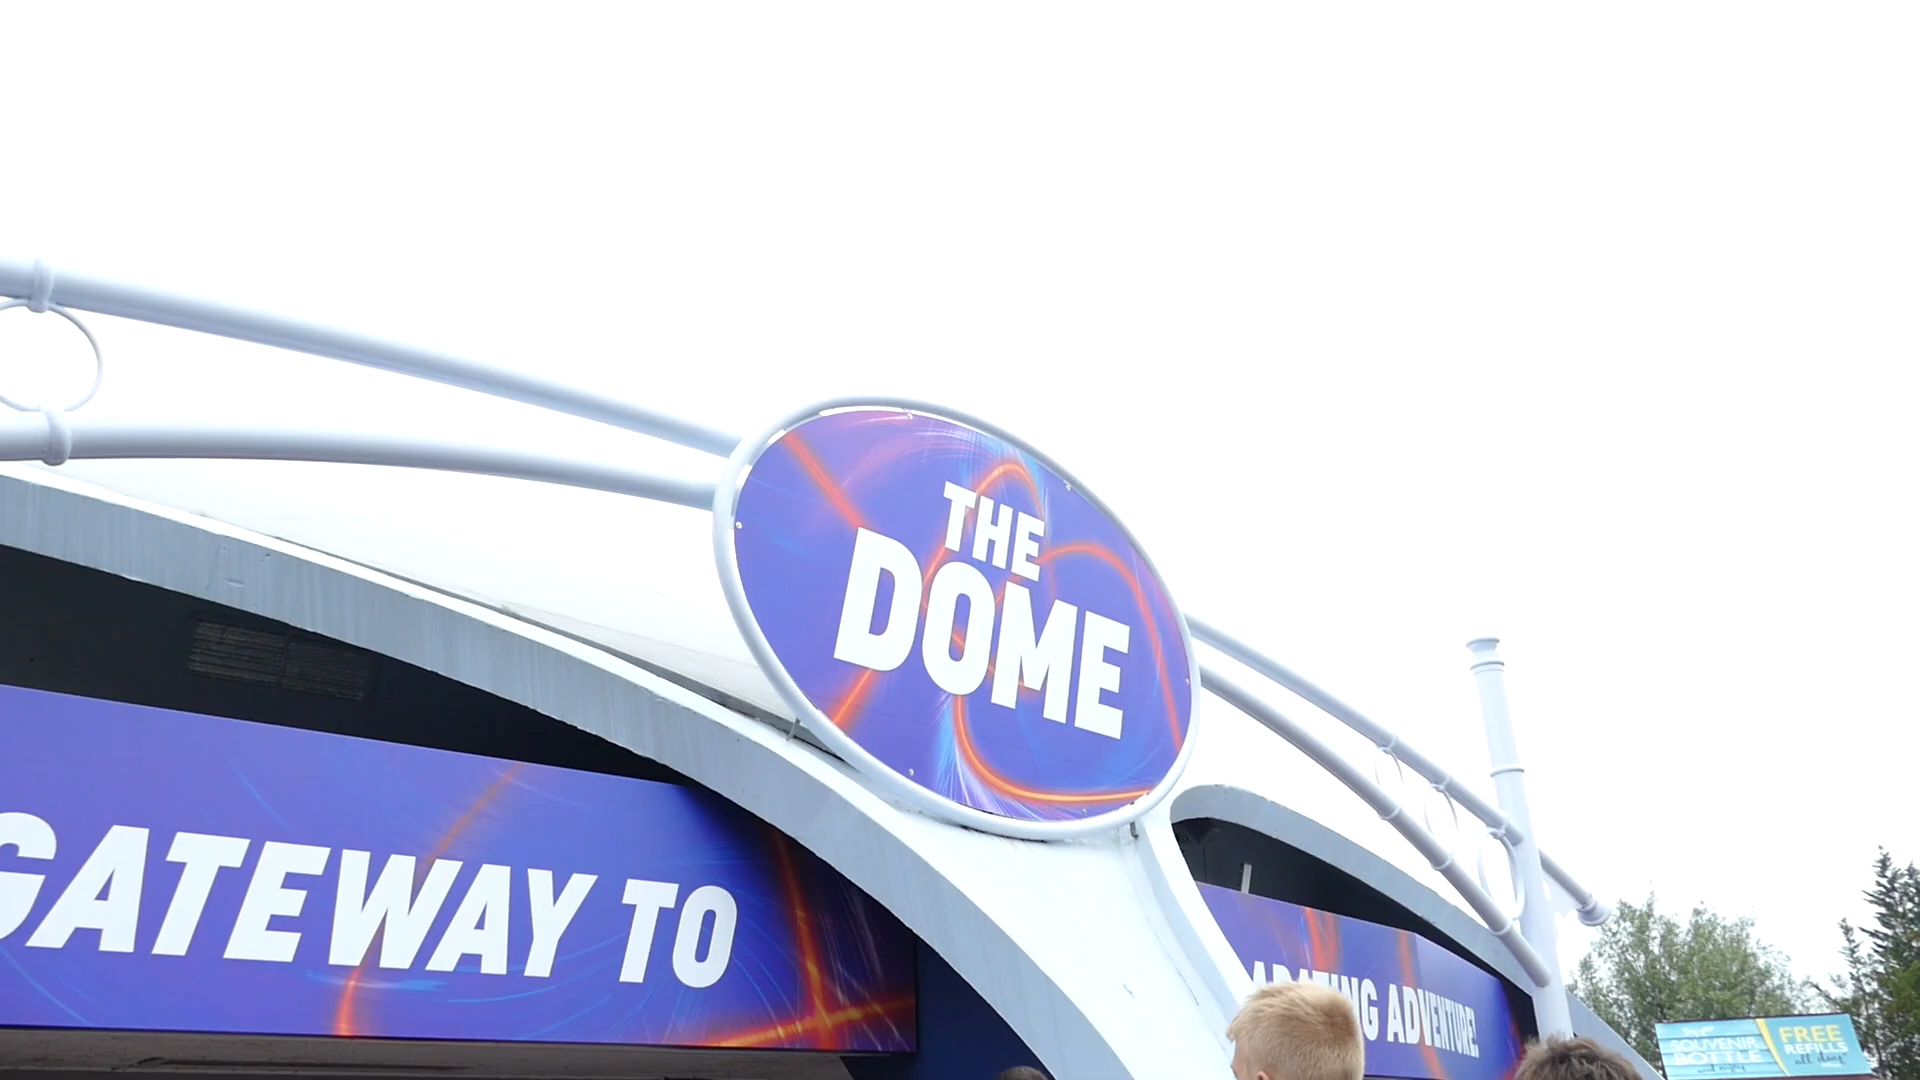 THE
DOME
GATEWAY TO
ADVENTURE!
SOUVENIR
BOTTLE
FREE
REFILLS
all day*